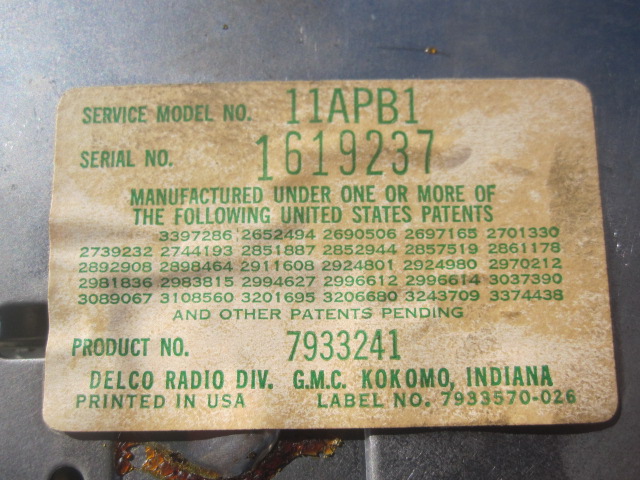 SERVICE MODEL NO. 11APB1
SERIAL NO. 1619237
MANUFACTURED UNDER ONE OR MORE OF
THE FOLLOWING UNITED STATES PATENTS
3397286 2652494 2690506 2697165 2701330
2739232 2744193 2851887 2852944 2857519 2861178
2892908 2898464 2911608 2924801 2924980 2970212
2981836 2983815 2994627 2996612 2996614 3037390
3089067 3108560 3201695 3206680 3243709 3374438
AND OTHER PATENTS PENDING
PRODUCT NO. 7933241
DELCO RADIO DIV. G.M.C. KOKOMO, INDIANA
PRINTED IN USA LABEL NO. 7933570-026